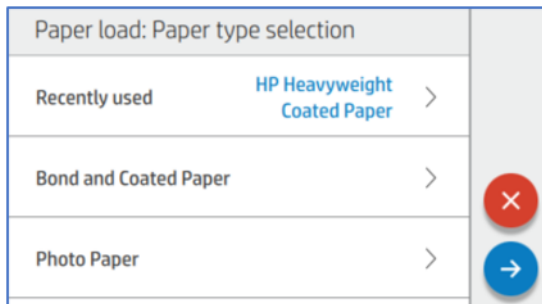 Paper load: Paper type selection
Recently used
HP Heavyweight
Coated Paper
Bond and Coated Paper
Photo Paper